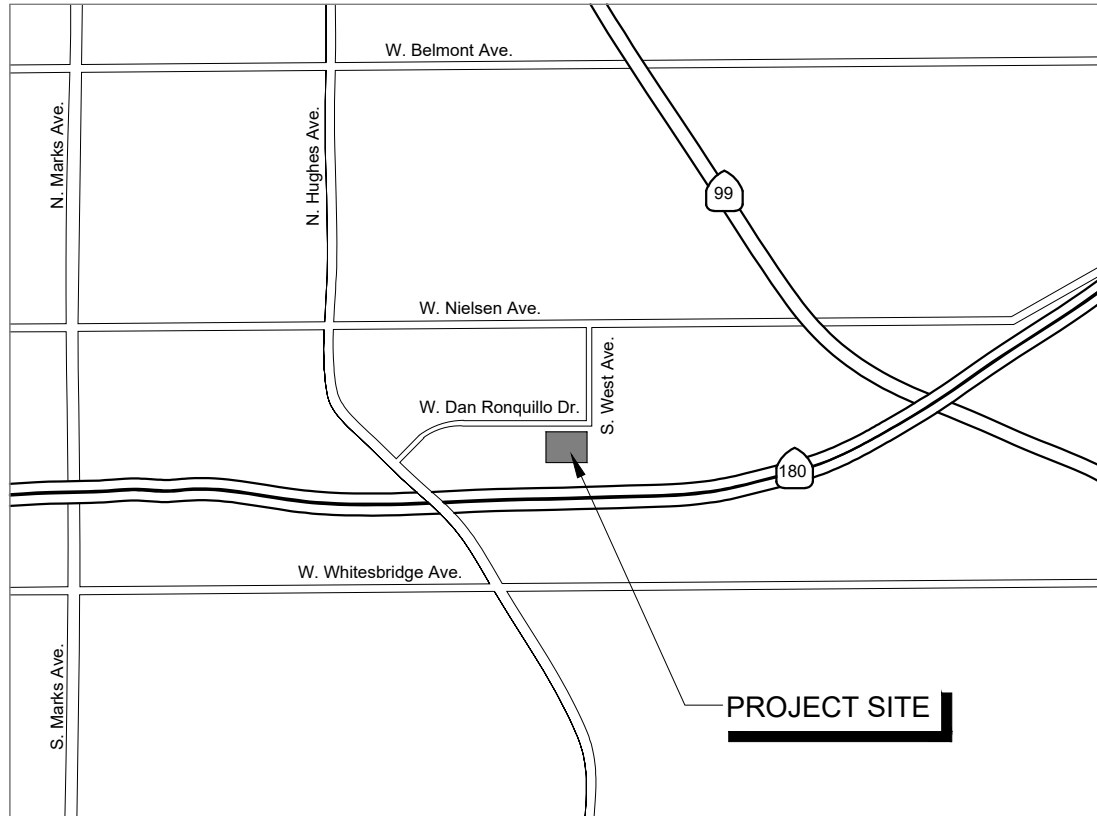 W. Belmont Ave.
N. Marks Ave.
N. Hughes Ave.
99
W. Nielsen Ave.
S. West Ave.
W. Dan Ronquillo Dr.
180
W. Whitesbridge Ave.
S. Marks Ave.
PROJECT SITE